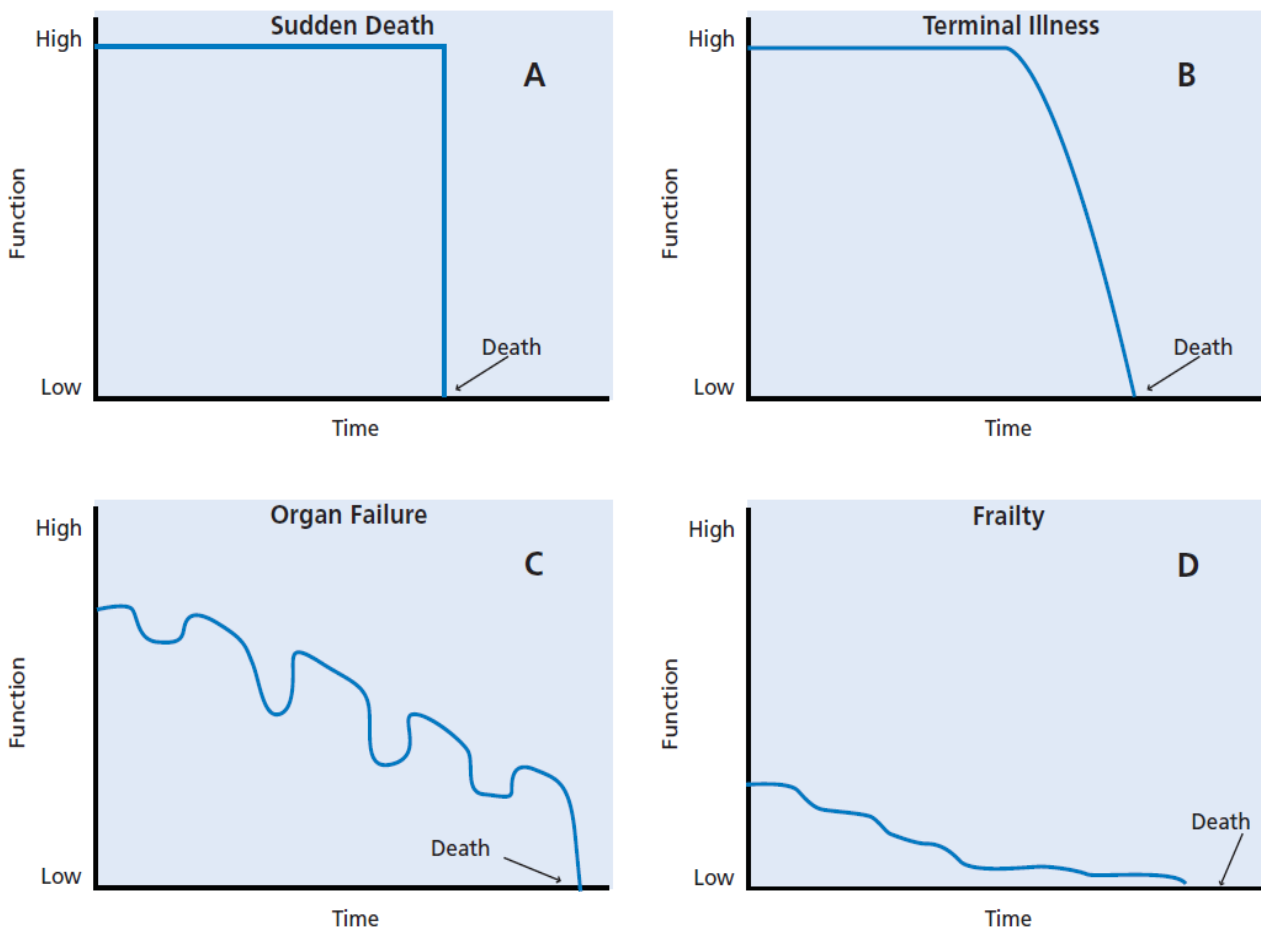 Sudden Death
High
A
Function
Death
Low
Time
Terminal Illness
High
B
Function
Death
Low
Time
Organ Failure
High
C
Function
Death
Low
Time
Frailty
High
D
Function
Death
Low
Time